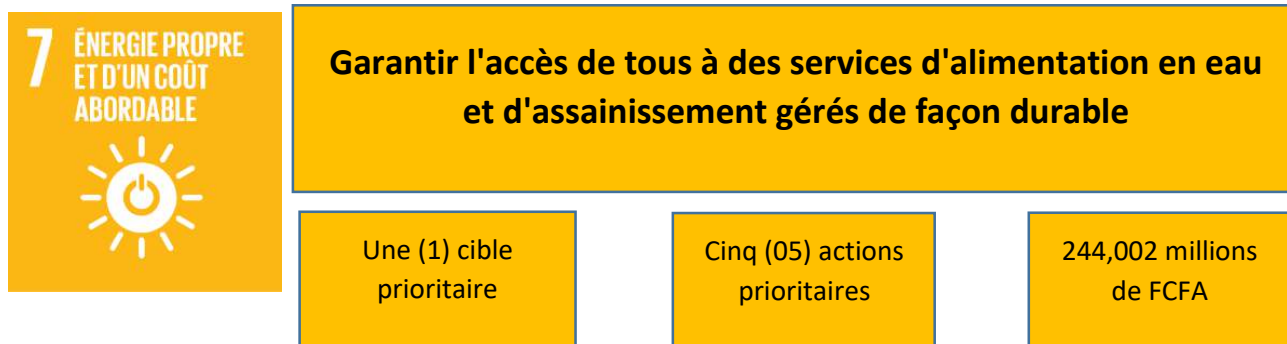 7 ÉNERGIE PROPRE
ET D'UN COÛT
ABORDABLE
Garantir l'accès de tous à des services d'alimentation en eau
et d'assainissement gérés de façon durable
Une (1) cible
prioritaire
Cinq (05) actions
prioritaires
244,002 millions
de FCFA